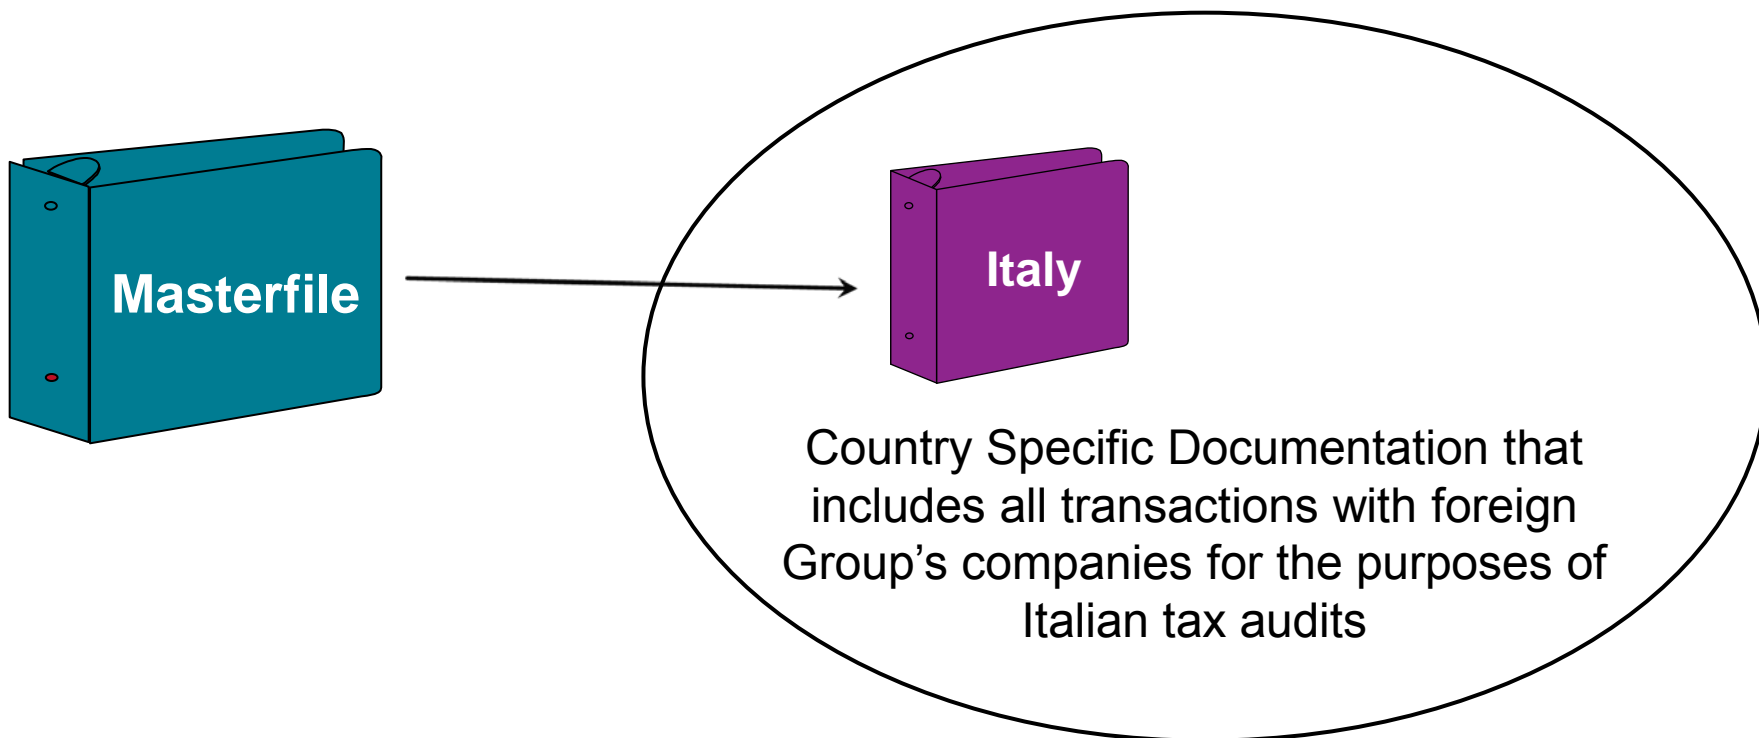 Masterfile
Italy
Country Specific Documentation that
includes all transactions with foreign
Group’s companies for the purposes of
Italian tax audits